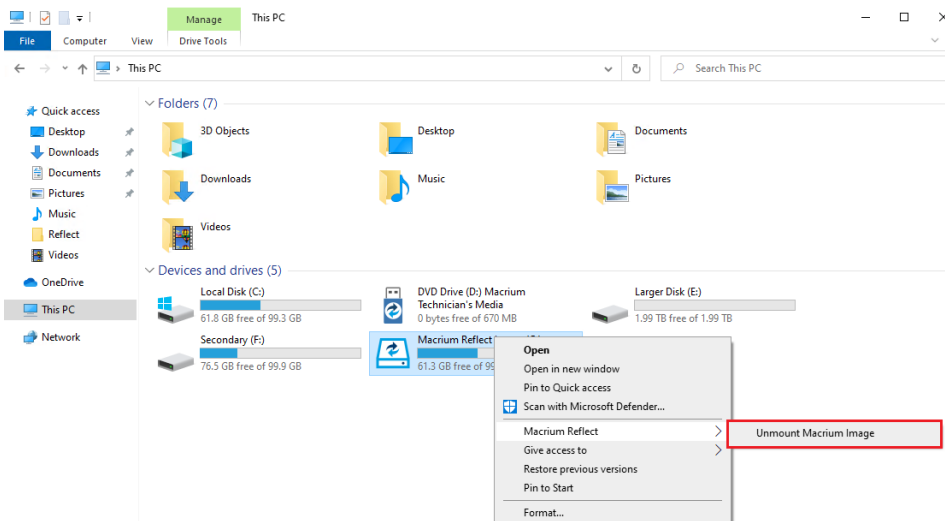 Manage
This PC
File
Computer
View
Drive Tools
This PC
Search This PC
Quick access
Desktop
Downloads
Documents
Pictures
Music
Reflect
Videos
OneDrive
This PC
Network
Folders (7)
3D Objects
Desktop
Documents
Downloads
Music
Pictures
Videos
Devices and drives (5)
Local Disk (C:)
61.8 GB free of 99.3 GB
DVD Drive (D:) Macrium
Technician's Media
0 bytes free of 670 MB
Larger Disk (E:)
1.99 TB free of 1.99 TB
Secondary (F:)
76.5 GB free of 99.9 GB
Macrium Reflect
61.3 GB free of 99
Open
Open in new window
Pin to Quick access
Scan with Microsoft Defender...
Macrium Reflect
Unmount Macrium Image
Give access to
Restore previous versions
Pin to Start
Format...